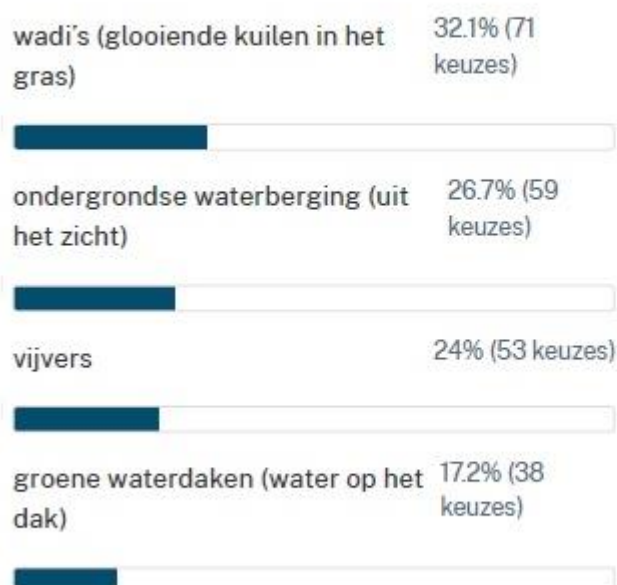 wadi's (glooiende kuilen in het
gras)
32.1% (71
keuzes)
ondergrondse waterberging (uit
het zicht)
26.7% (59
keuzes)
vijvers
24% (53 keuzes)
groene waterdaken (water op het
dak)
17.2% (38
keuzes)